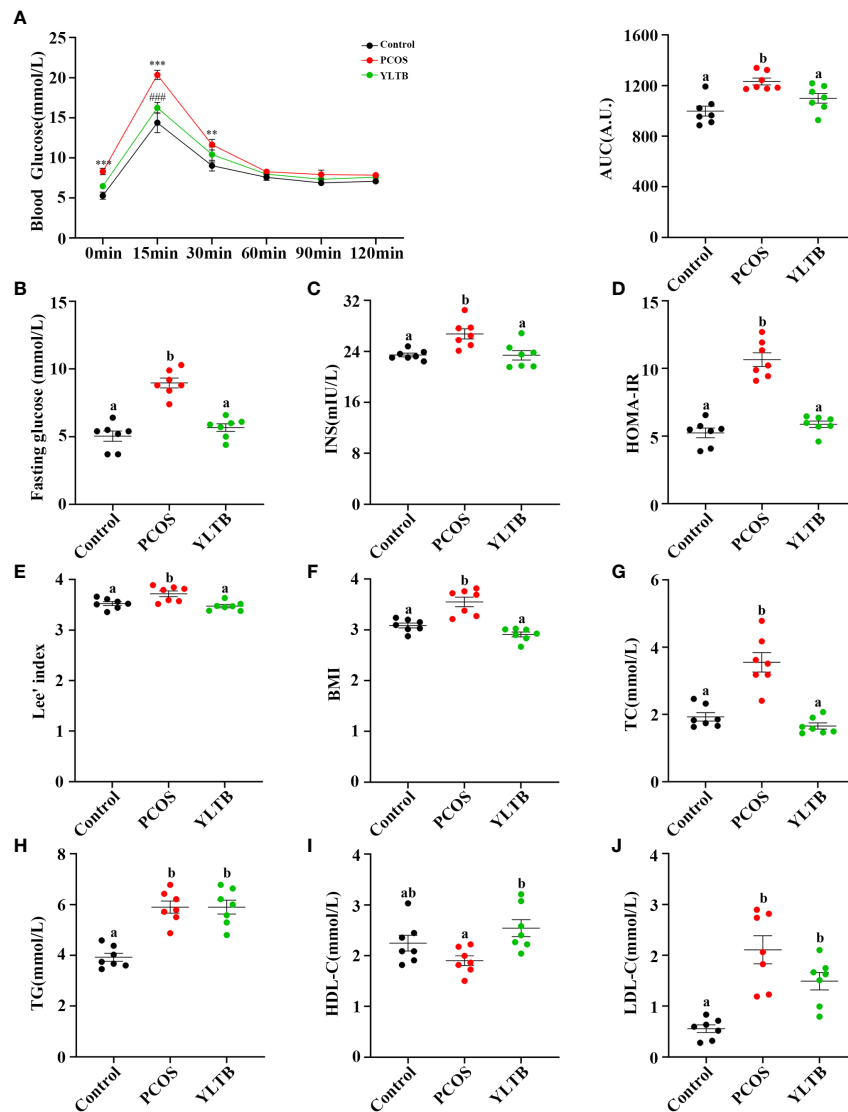 A
Blood Glucose(mmol/L)
25
20
15
10
5
0
***
***
###
**
0min 15min 30min 60min 90min 120min
Control
PCOS
YLTB
AUC(A.U.)
1600
1200
800
400
0
a
b
a
Control PCOS YLTB
B
Fasting glucose (mmol/L)
15
10
5
0
a
b
a
Control PCOS YLTB
C
INS(mIU/L)
32
24
16
8
0
a
b
a
Control PCOS YLTB
D
HOMA-IR
15
10
5
0
a
b
a
Control PCOS YLTB
E
Lee' index
4
3
2
1
0
a
b
a
Control PCOS YLTB
F
BMI
4
3
2
1
0
a
b
a
Control PCOS YLTB
G
TC(mmol/L)
6
4
2
0
a
b
a
Control PCOS YLTB
H
TG(mmol/L)
8
6
4
2
0
a
b
b
Control PCOS YLTB
I
HDL-C(mmol/L)
4
3
2
1
0
ab
a
b
Control PCOS YLTB
J
LDL-C(mmol/L)
4
3
2
1
0
a
b
b
Control PCOS YLTB